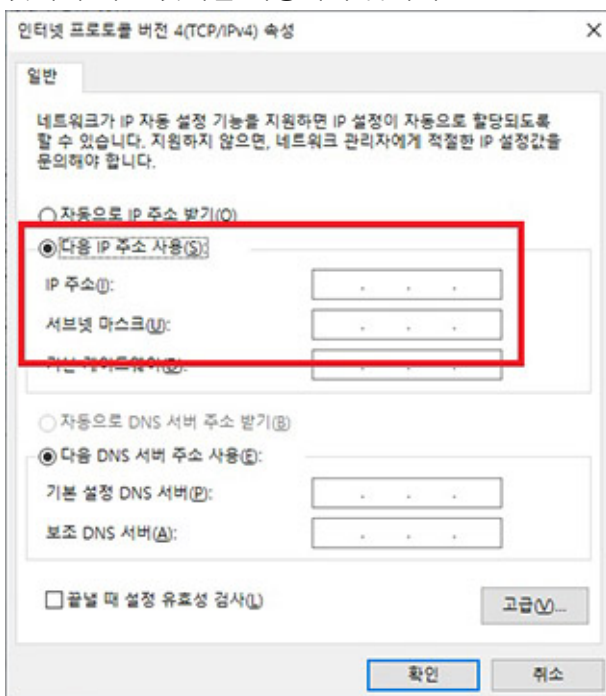 인터넷 프로토콜 버전 4(TCP/IPv4) 속성
일반
네트워크가 IP 자동 설정 기능을 지원하면 IP 설정이 자동으로 할당되도록
할 수 있습니다. 지원하지 않으면, 네트워크 관리자에게 적절한 IP 설정값을
문의해야 합니다.
자동으로 IP 주소 받기(O)
다음 IP 주소 사용(S):
IP 주소(I):
서브넷 마스크(U):
자동으로 DNS 서버 주소 받기(B)
다음 DNS 서버 주소 사용(E):
기본 설정 DNS 서버(P):
보조 DNS 서버(A):
끝낼 때 설정 유효성 검사(L)
고급(V)...
확인
취소